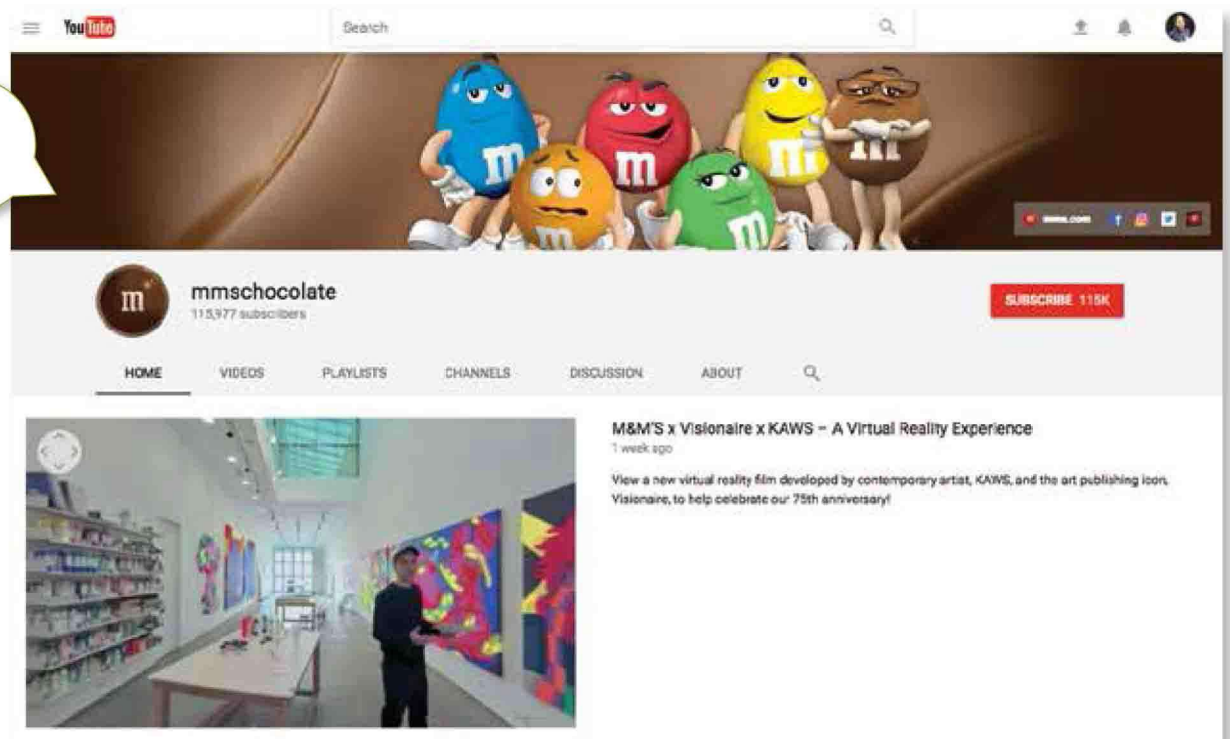 YouTube
Search
m
m
m
m
m
m
m
mmschocolate
115,977 subscribers
SUBSCRIBE 115K
HOME VIDEOS PLAYLISTS CHANNELS DISCUSSION ABOUT
M&M'S x Visionaire x KAWS – A Virtual Reality Experience
1 week ago
View a new virtual reality film developed by contemporary artist, KAWS, and the art publishing icon,
Visionaire, to help celebrate our 75th anniversary!